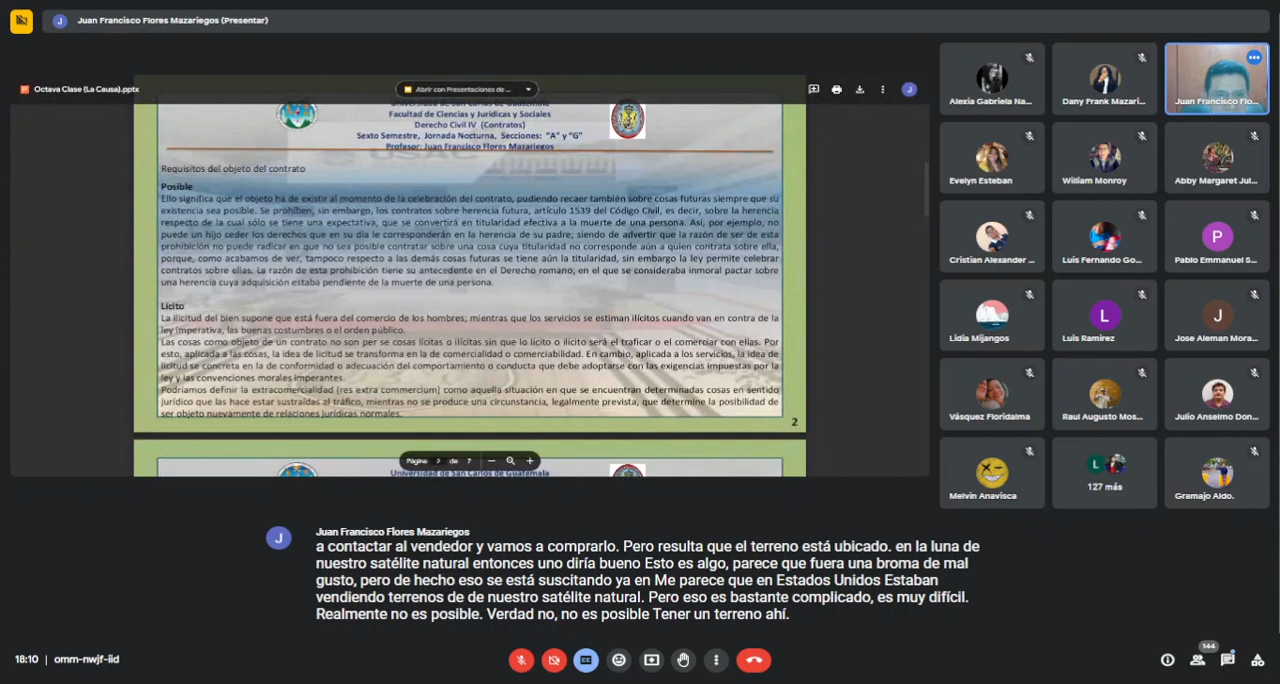 Juan Francisco Flores Mazariegos (Presentar)
Octava Clase (La Causa).pptx
Abrir con Presentaciones de ...
Universidad de San Carlos de Guatemala
Facultad de Ciencias y Jurídicas y Sociales
Derecho Civil IV (Contratos)
Sexto Semestre, Jornada Nocturna, Secciones: "A" y "G"
Profesor: Juan Francisco Flores Mazariegos
Requisitos del objeto del contrato
Posible
Ello significa que el objeto ha de existir al momento de la celebración del contrato, pudiendo recaer también sobre cosas futuras siempre que su
existencia sea posible. Se prohíben, sin embargo, los contratos sobre herencia futura, artículo 1539 del Código Civil, es decir, sobre la herencia
respecto de la cual sólo se tiene una expectativa, que se convertirá en titularidad efectiva a la muerte de una persona. Así, por ejemplo, no
puede un hijo ceder los derechos que en su día le corresponderán en la herencia de su padre, siendo de advertir que la razón de ser de esta
prohibición no puede radicar en que no sea posible contratar sobre una cosa cuya titularidad no corresponde aún a quien contrata sobre ella,
porque, como acabamos de ver, tampoco respecto a las demás cosas futuras se tiene aún la titularidad, sin embargo la ley permite celebrar
contratos sobre ellas. La razón de esta prohibición tiene su antecedente en el Derecho romano, en el que se consideraba inmoral pactar sobre
una herencia cuya adquisición estaba pendiente de la muerte de una persona.
Lícito
La ilicitud del bien supone que está fuera del comercio de los hombres; mientras que los servicios se estiman ilícitos cuando van en contra de la
ley imperativa, las buenas costumbres o el orden público.
Las cosas como objeto de un contrato no son per se cosas lícitas o ilícitas sin que lo lícito o ilícito será el traficar o el comerciar con ellas. Por
esto, aplicada a las cosas, la idea de licitud se transforma en la de comercialidad o comerciabilidad. En cambio, aplicada a los servicios, la idea de
licitud se concreta en la de conformidad o adecuación del comportamiento o conducta que debe adoptarse con las exigencias impuestas por la
ley y las convenciones morales imperantes.
Podríamos definir la extracomercialidad (res extra commercium) como aquella situación en que se encuentran determinadas cosas en sentido
jurídico que las hace estar sustraídas al tráfico, mientras no se produce una circunstancia, legalmente prevista, que determine la posibilidad de
ser objeto nuevamente de relaciones jurídicas normales.
2
Página 2 de 7
Universidad de San Carlos de Guatemala
Alexia Gabriela Na...
Dany Frank Mazari...
Juan Francisco Flo...
Evelyn Esteban
William Monroy
Abby Margaret Jul...
Cristian Alexander ...
Luis Fernando Go...
P
Pablo Emmanuel S...
Lidia Mijangos
L
Luis Ramirez
J
Jose Aleman Mora...
Vásquez Floridalma
Raul Augusto Mos...
Julio Anselmo Don...
Melvin Anavisca
L
127 más
Gramajo Aldo.
J
Juan Francisco Flores Mazariegos
a contactar al vendedor y vamos a comprarlo. Pero resulta que el terreno está ubicado. en la luna de
nuestro satélite natural entonces uno diría bueno Esto es algo, parece que fuera una broma de mal
gusto, pero de hecho eso se está suscitando ya en Me parece que en Estados Unidos Estaban
vendiendo terrenos de de nuestro satélite natural. Pero eso es bastante complicado, es muy difícil.
Realmente no es posible. Verdad no, no es posible Tener un terreno ahí.
18:10 | omm-nwjf-iid
144